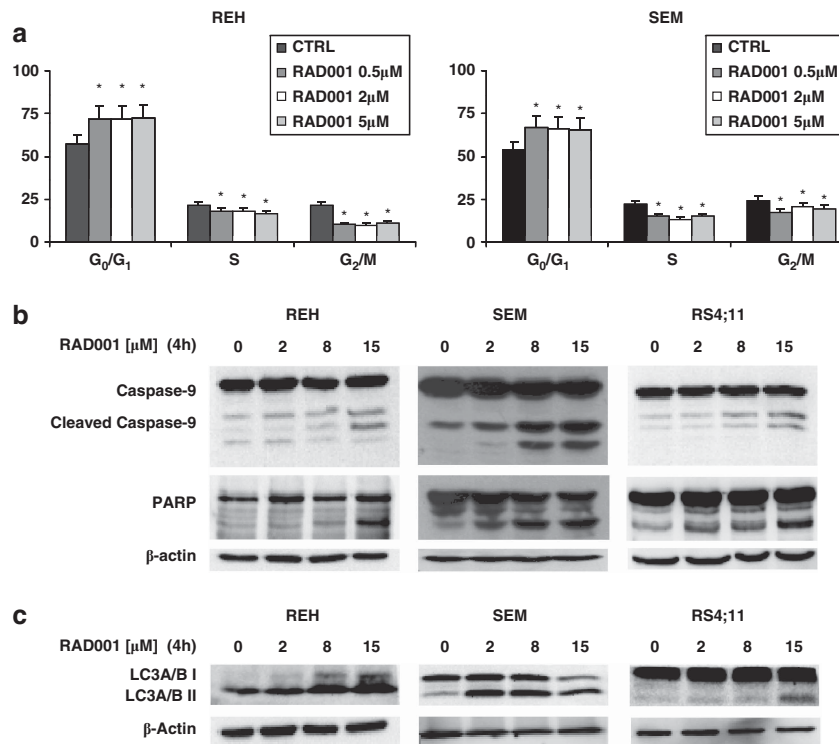 a
REH
SEM
CTRL
RAD001 0.5μM
RAD001 2μM
RAD001 5μM
CTRL
RAD001 0.5μM
RAD001 2μM
RAD001 5μM
100
75
50
25
0
* * *
* * *
* * *
G0/G1 S G2/M
100
75
50
25
0
* * *
* * *
* * *
G0/G1 S G2/M
b
REH SEM RS4;11
RAD001 [μM] (4h) 0 2 8 15 0 2 8 15 0 2 8 15
Caspase-9
Cleaved Caspase-9
PARP
β-actin
c
REH SEM RS4;11
RAD001 [μM] (4h) 0 2 8 15 0 2 8 15 0 2 8 15
LC3A/B I
LC3A/B II
β-Actin